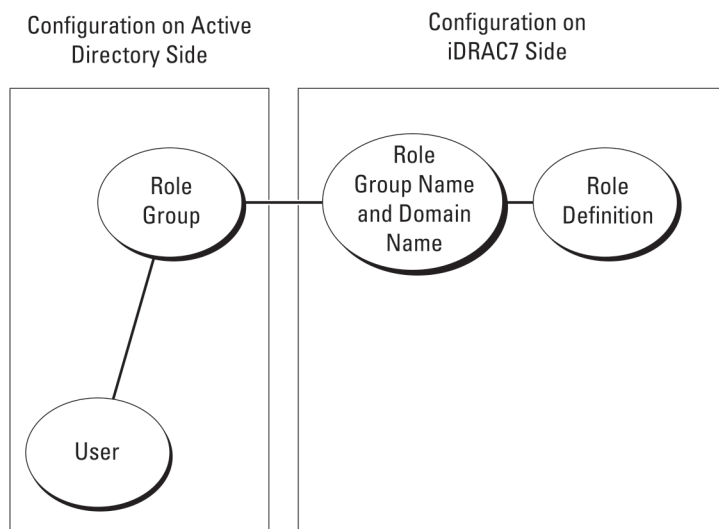 Configuration on Active
Directory Side
Configuration on
iDRAC7 Side
Role
Group
Role
Group Name
and Domain
Name
Role
Definition
User